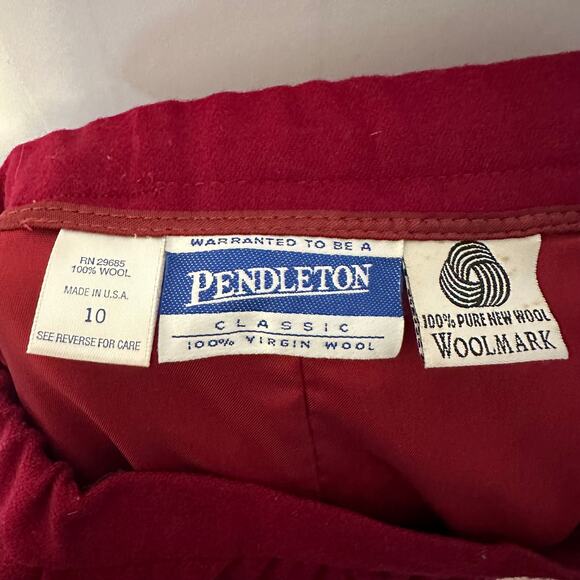 RN 29685
100% WOOL
MADE IN U.S.A.
10
SEE REVERSE FOR CARE
WARRANTED TO BE A
PENDLETON
CLASSIC
100% VIRGIN WOOL
100% PURE NEW WOOL
WOOLMARK